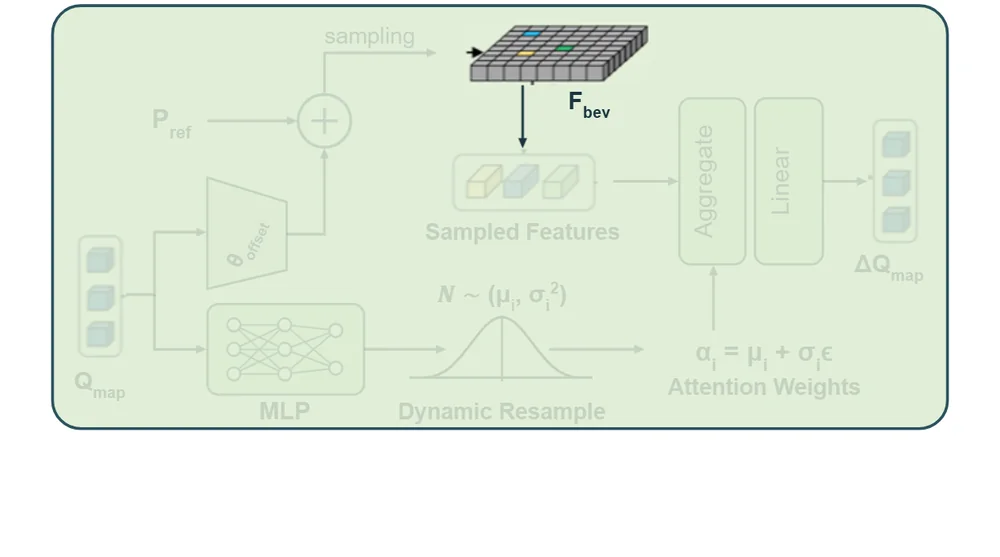 sampling
P_ref
F_bev
Aggregate
Linear
θ_offset
Sampled Features
ΔQ_map
N ~ (μ_i, σ_i^2)
α_i = μ_i + σ_iϵ
Q_map
Attention Weights
MLP
Dynamic Resample